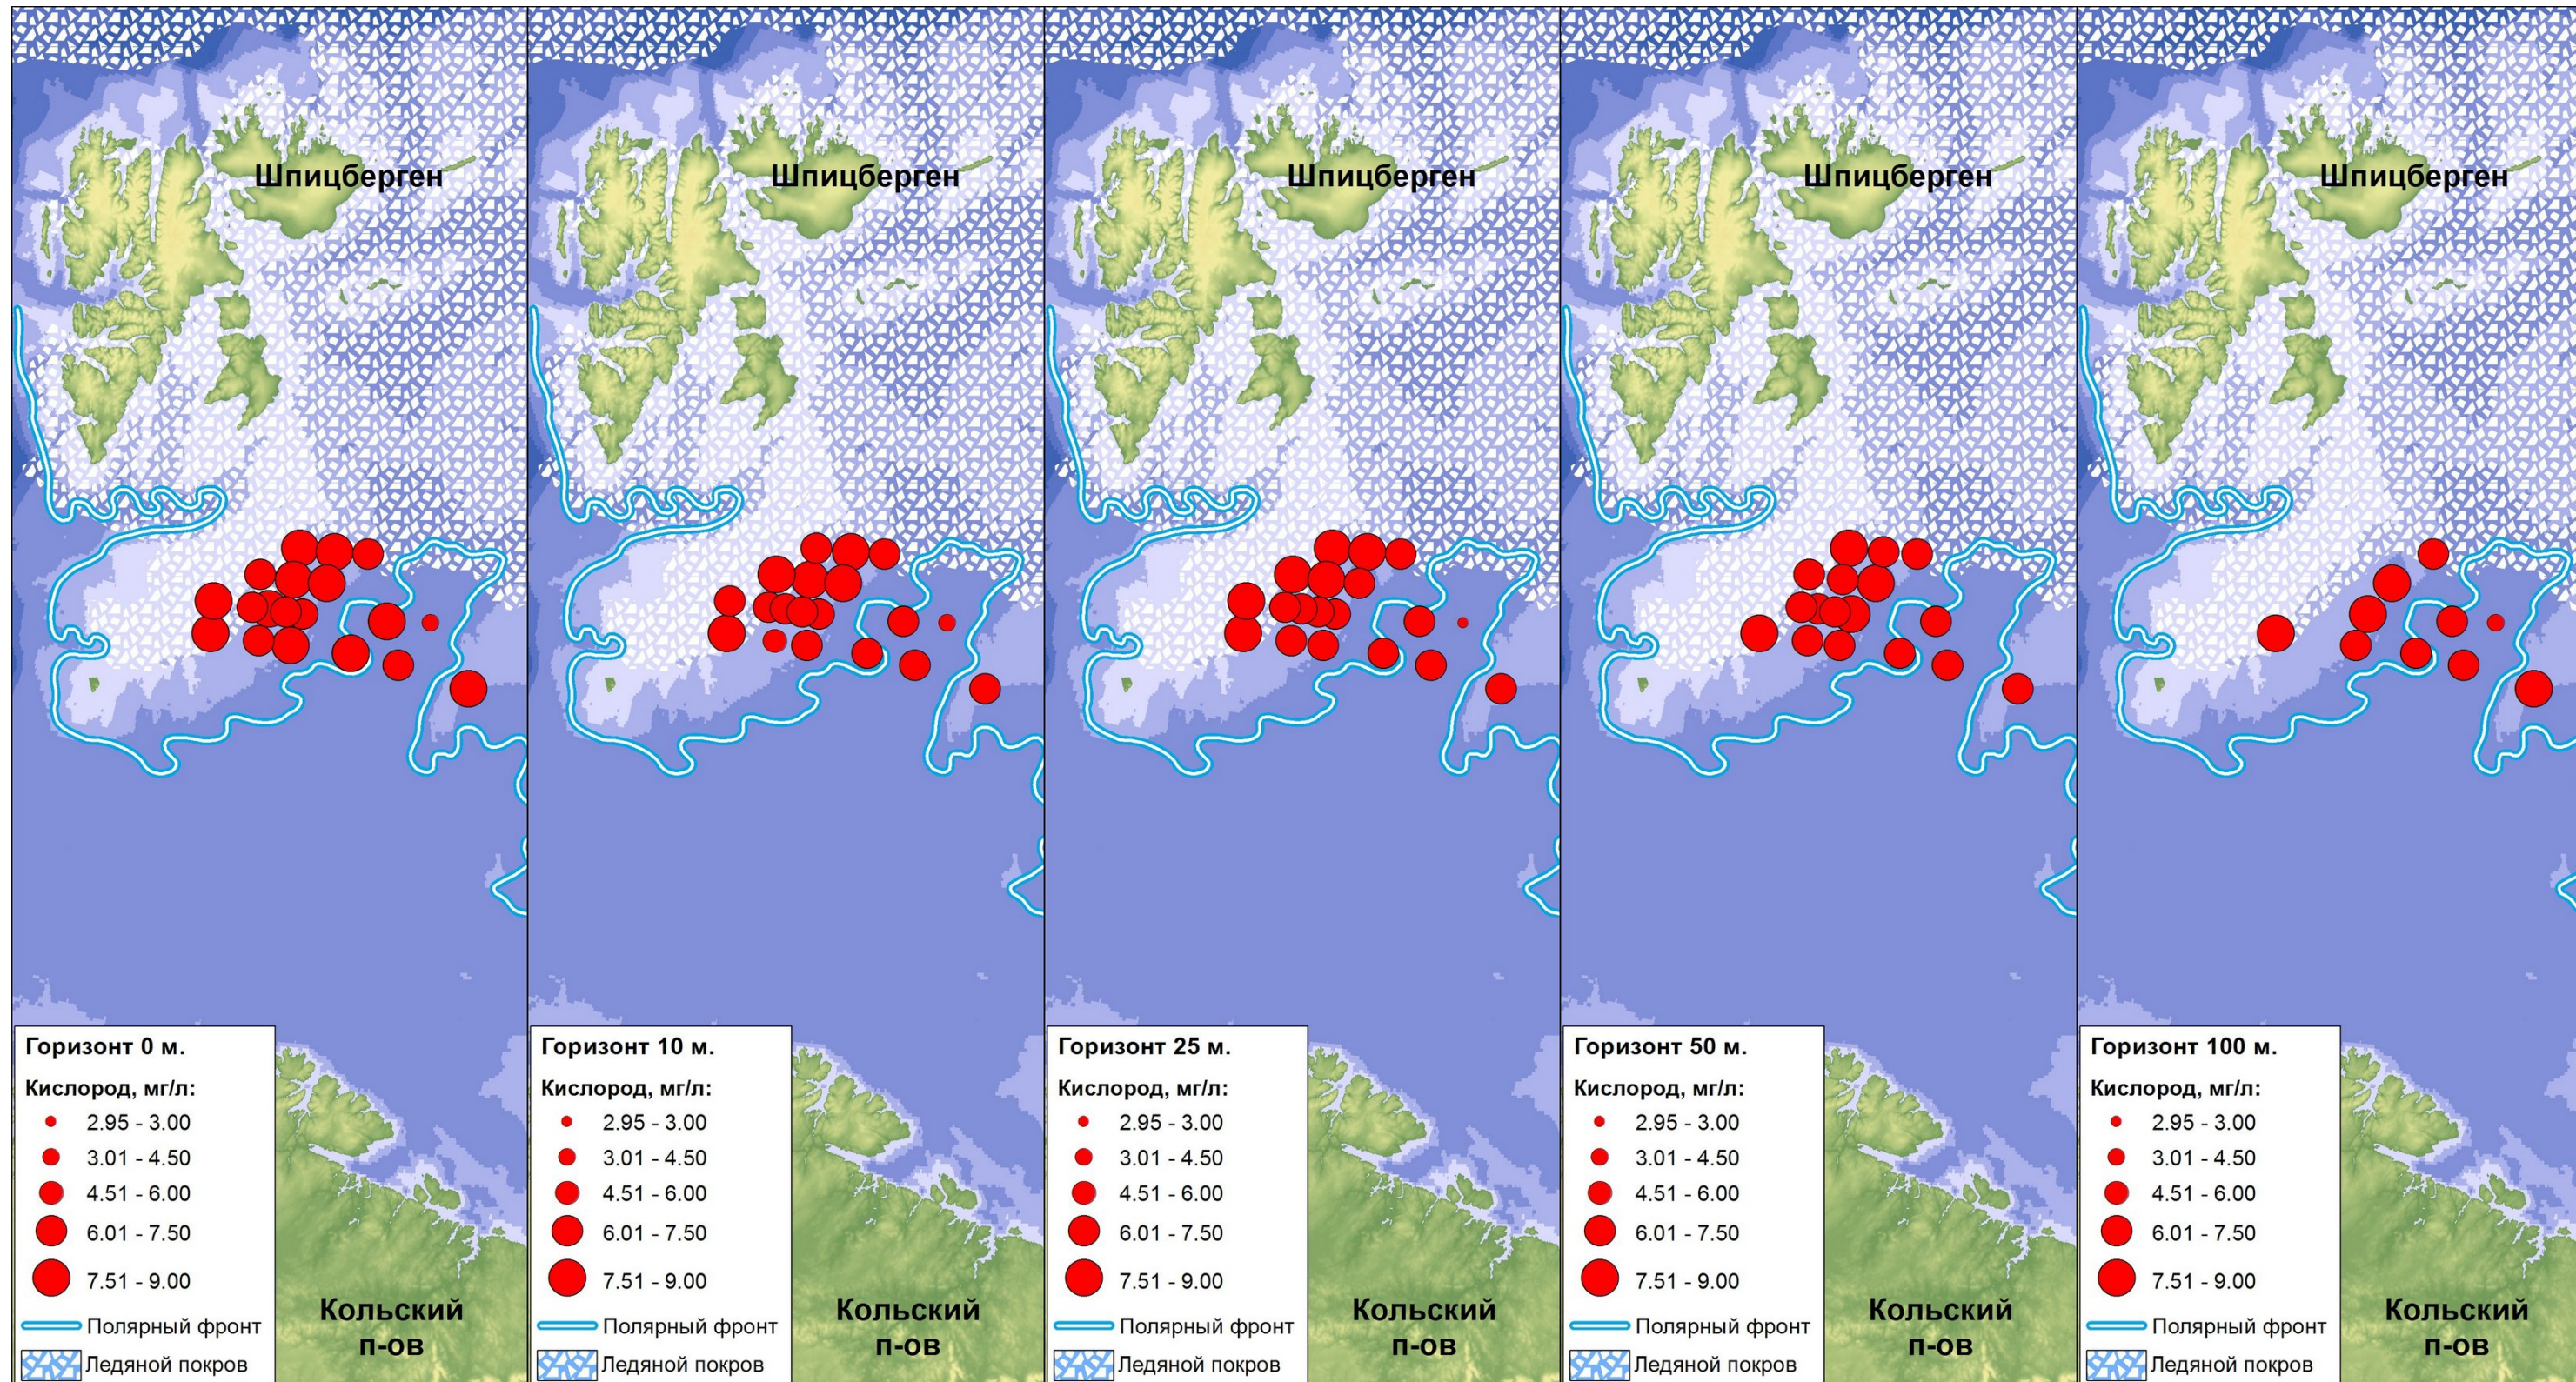 Шпицберген
Горизонт 0 м.
Кислород, мг/л:
2.95 - 3.00
3.01 - 4.50
4.51 - 6.00
6.01 - 7.50
7.51 - 9.00
Полярный фронт
Ледяной покров
Кольский
п-ов
Шпицберген
Горизонт 10 м.
Кислород, мг/л:
2.95 - 3.00
3.01 - 4.50
4.51 - 6.00
6.01 - 7.50
7.51 - 9.00
Полярный фронт
Ледяной покров
Кольский
п-ов
Шпицберген
Горизонт 25 м.
Кислород, мг/л:
2.95 - 3.00
3.01 - 4.50
4.51 - 6.00
6.01 - 7.50
7.51 - 9.00
Полярный фронт
Ледяной покров
Кольский
п-ов
Шпицберген
Горизонт 50 м.
Кислород, мг/л:
2.95 - 3.00
3.01 - 4.50
4.51 - 6.00
6.01 - 7.50
7.51 - 9.00
Полярный фронт
Ледяной покров
Кольский
п-ов
Шпицберген
Горизонт 100 м.
Кислород, мг/л:
2.95 - 3.00
3.01 - 4.50
4.51 - 6.00
6.01 - 7.50
7.51 - 9.00
Полярный фронт
Ледяной покров
Кольский
п-ов